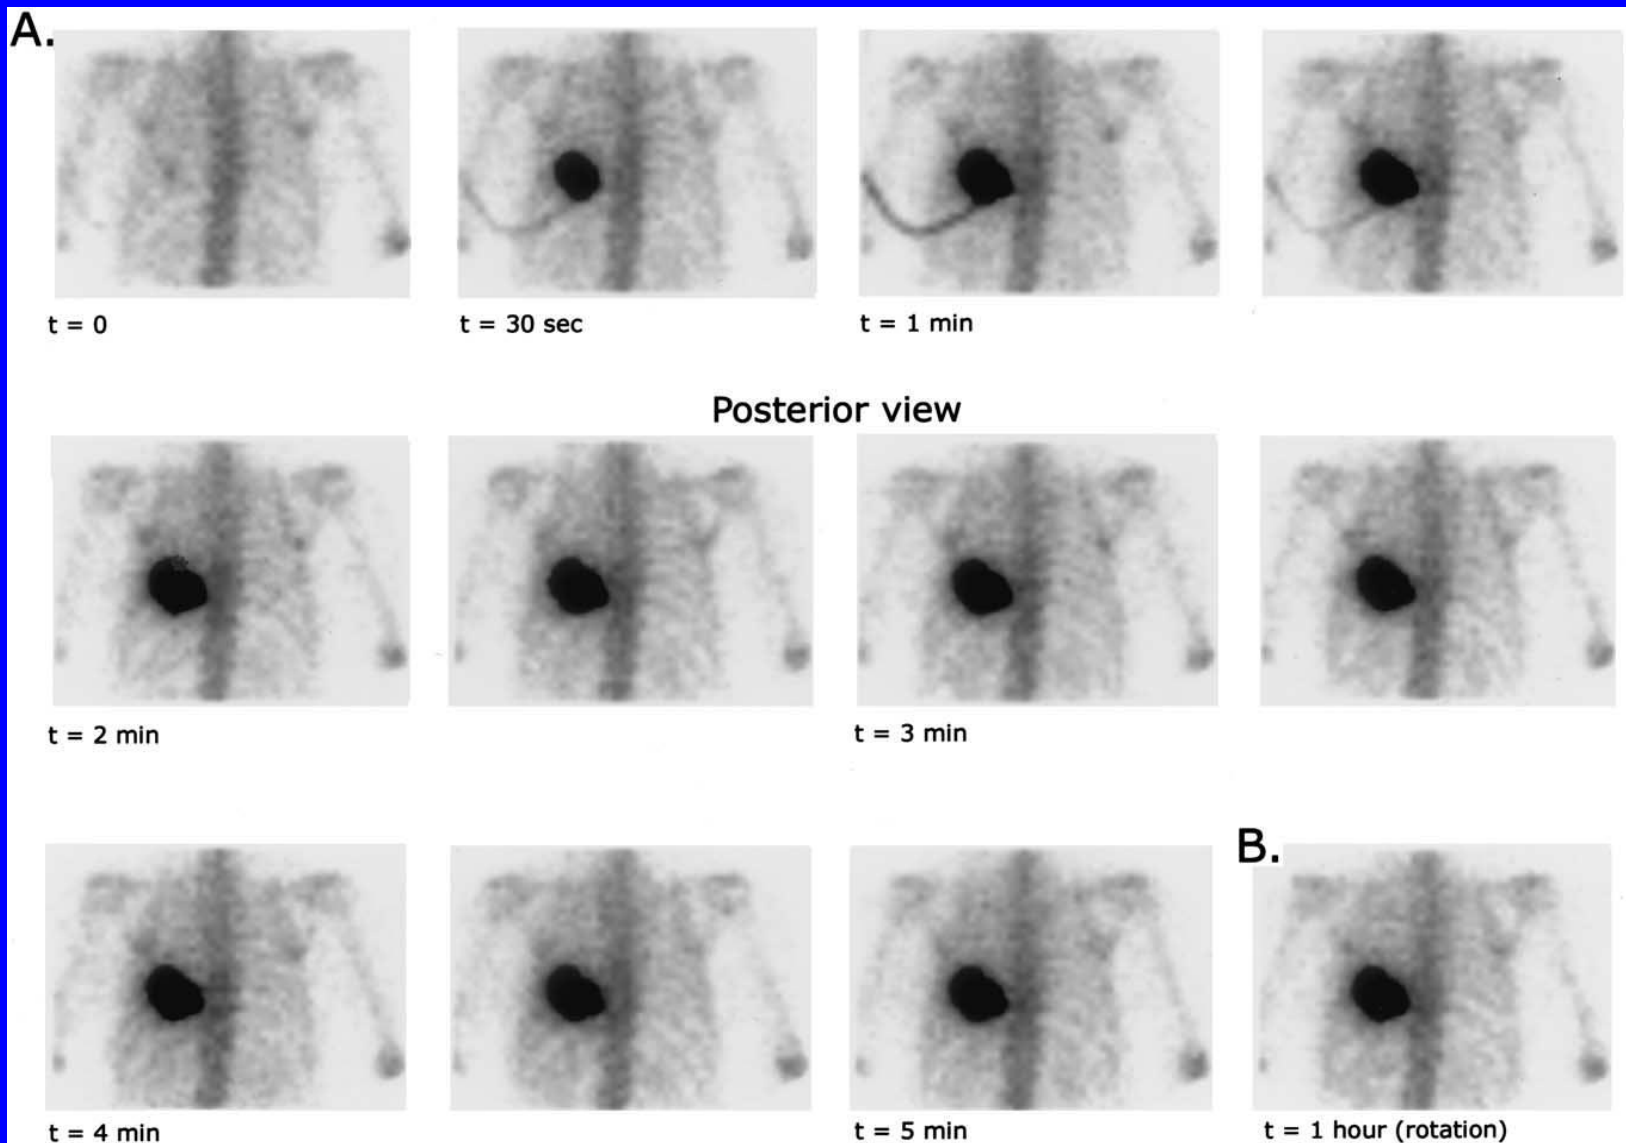 A.
t = 0
t = 30 sec
t = 1 min
Posterior view
t = 2 min
t = 3 min
B.
t = 4 min
t = 5 min
t = 1 hour (rotation)